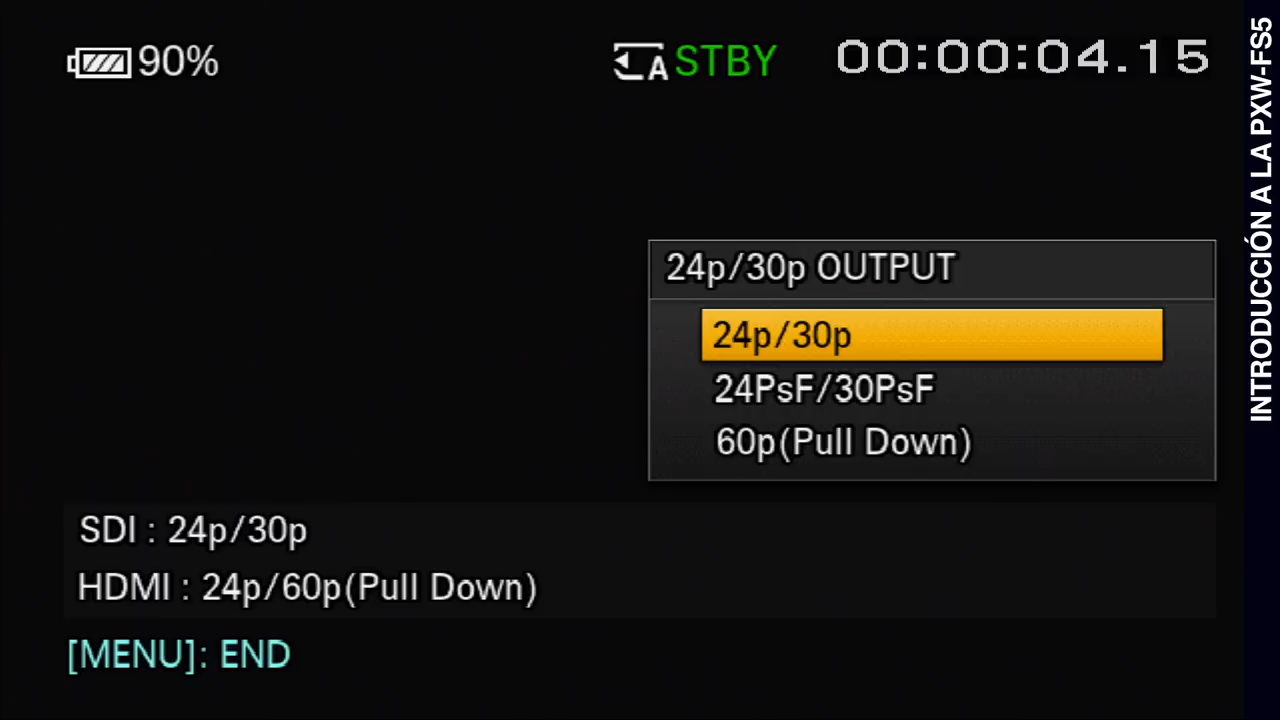 90%
A STBY 00:00:04.15
24p/30p OUTPUT
24p/30p
24PsF/30PsF
60p(Pull Down)
SDI : 24p/30p
HDMI : 24p/60p(Pull Down)
[MENU]: END
INTRODUCCIÓN A LA PXW-FS5